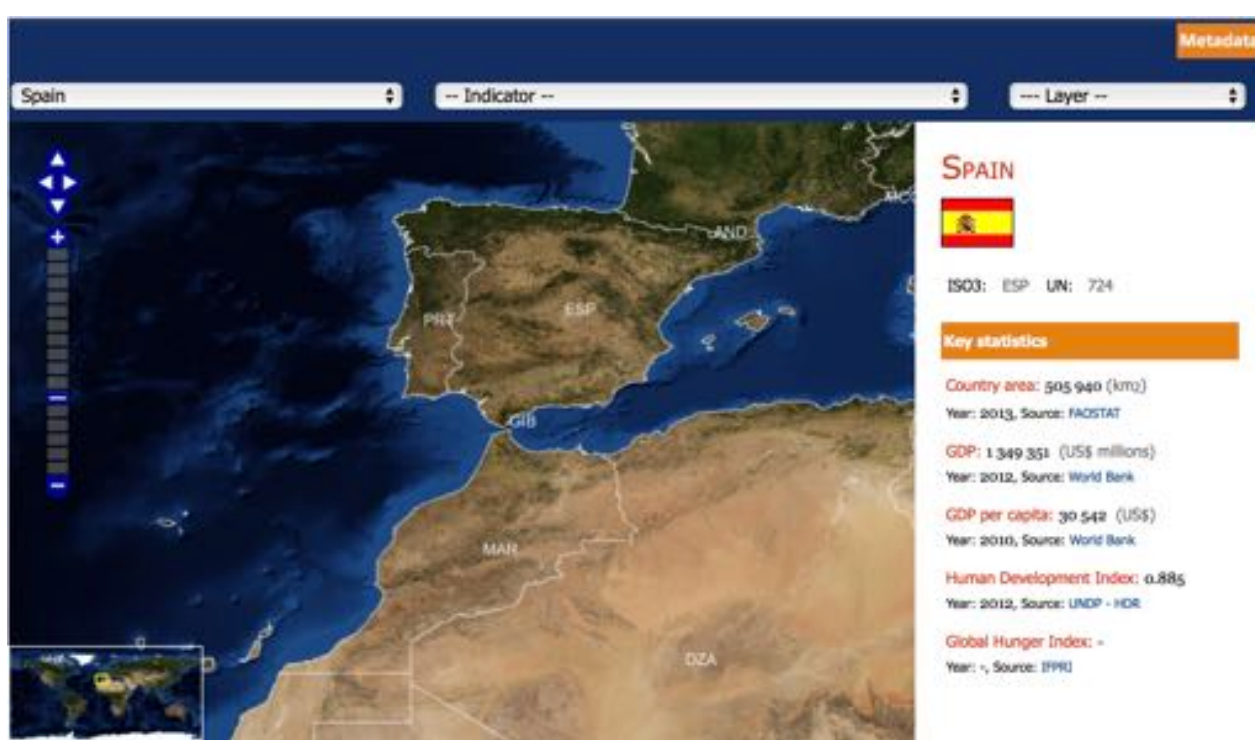 Metadata
Spain
-- Indicator --
--- Layer --
SPAIN
ISO3: ESP UN: 724
Key statistics
Country area: 505 940 (km2)
Year: 2013, Source: FAOSTAT
GDP: 1 349 351 (US$ millions)
Year: 2012, Source: World Bank
GDP per capita: 30 542 (US$)
Year: 2010, Source: World Bank
Human Development Index: 0.885
Year: 2012, Source: UNDP - HDR
Global Hunger Index: -
Year: -, Source: IFPRI
AND
ESP
PRT
GIB
MAR
DZA